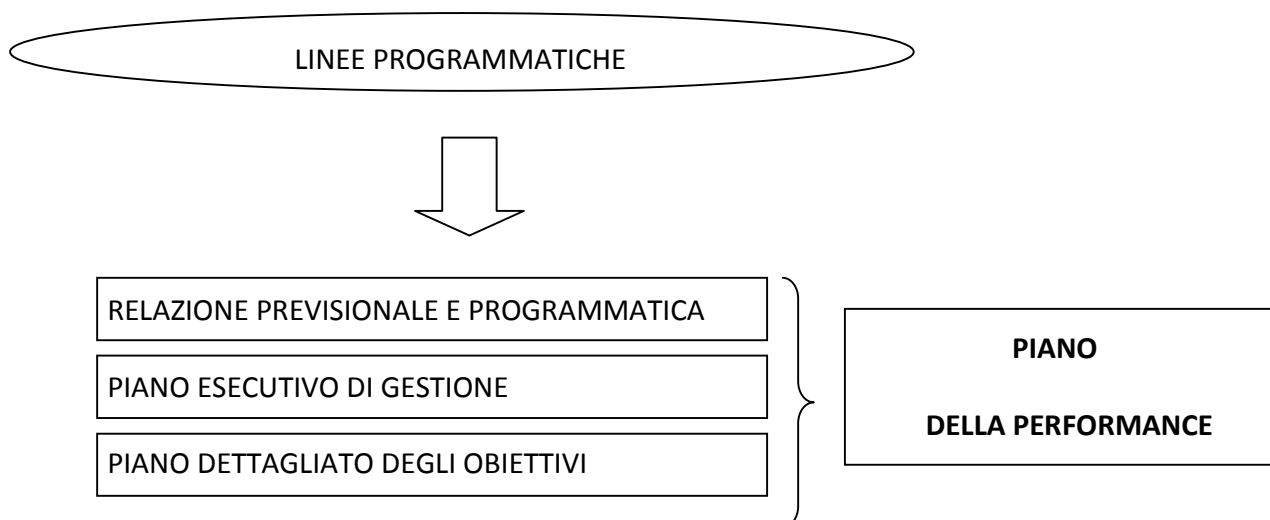 LINEE PROGRAMMATICHE
RELAZIONE PREVISIONALE E PROGRAMMATICA
PIANO ESECUTIVO DI GESTIONE
PIANO DETTAGLIATO DEGLI OBIETTIVI
PIANO
DELLA PERFORMANCE